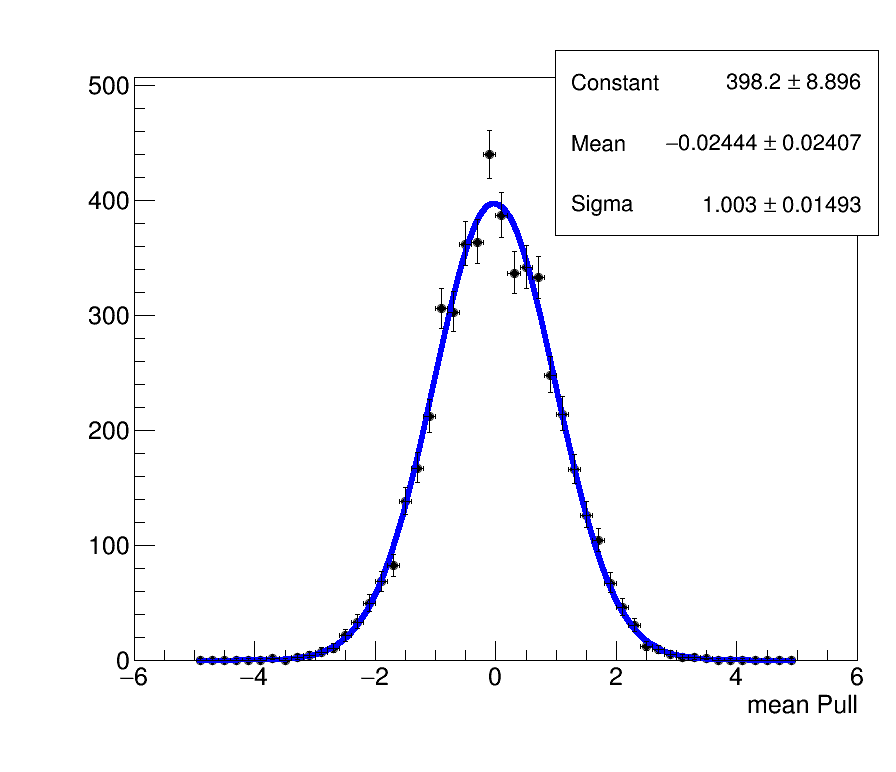 Constant 398.2 ± 8.896
Mean −0.02444 ± 0.02407
Sigma 1.003 ± 0.01493
500
400
300
200
100
0
−6 −4 −2 0 2 4 6
mean Pull